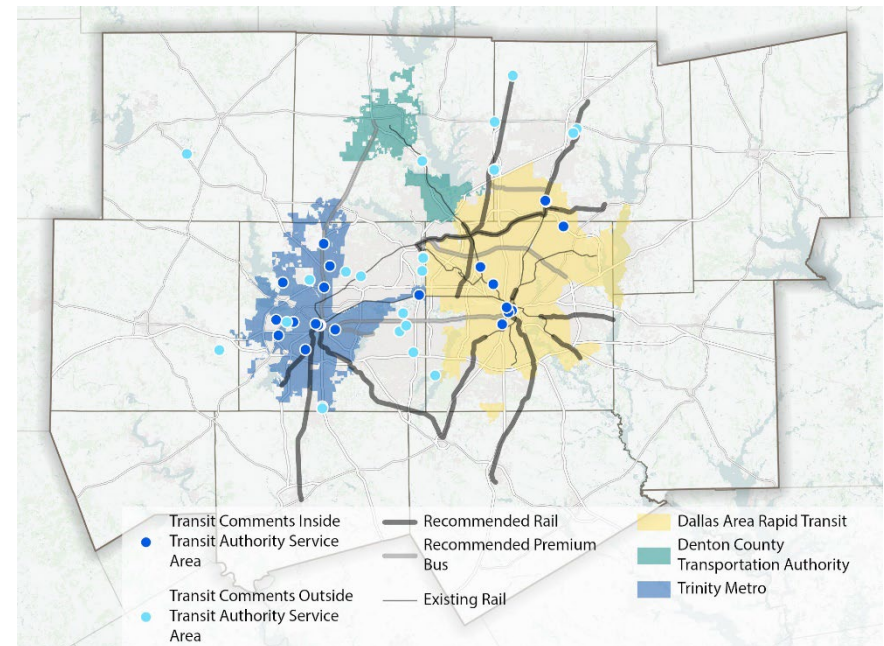 Transit Comments Inside
Transit Authority Service
Area
Transit Comments Outside
Transit Authority Service
Area
Recommended Rail
Recommended Premium
Bus
Existing Rail
Dallas Area Rapid Transit
Denton County
Transportation Authority
Trinity Metro